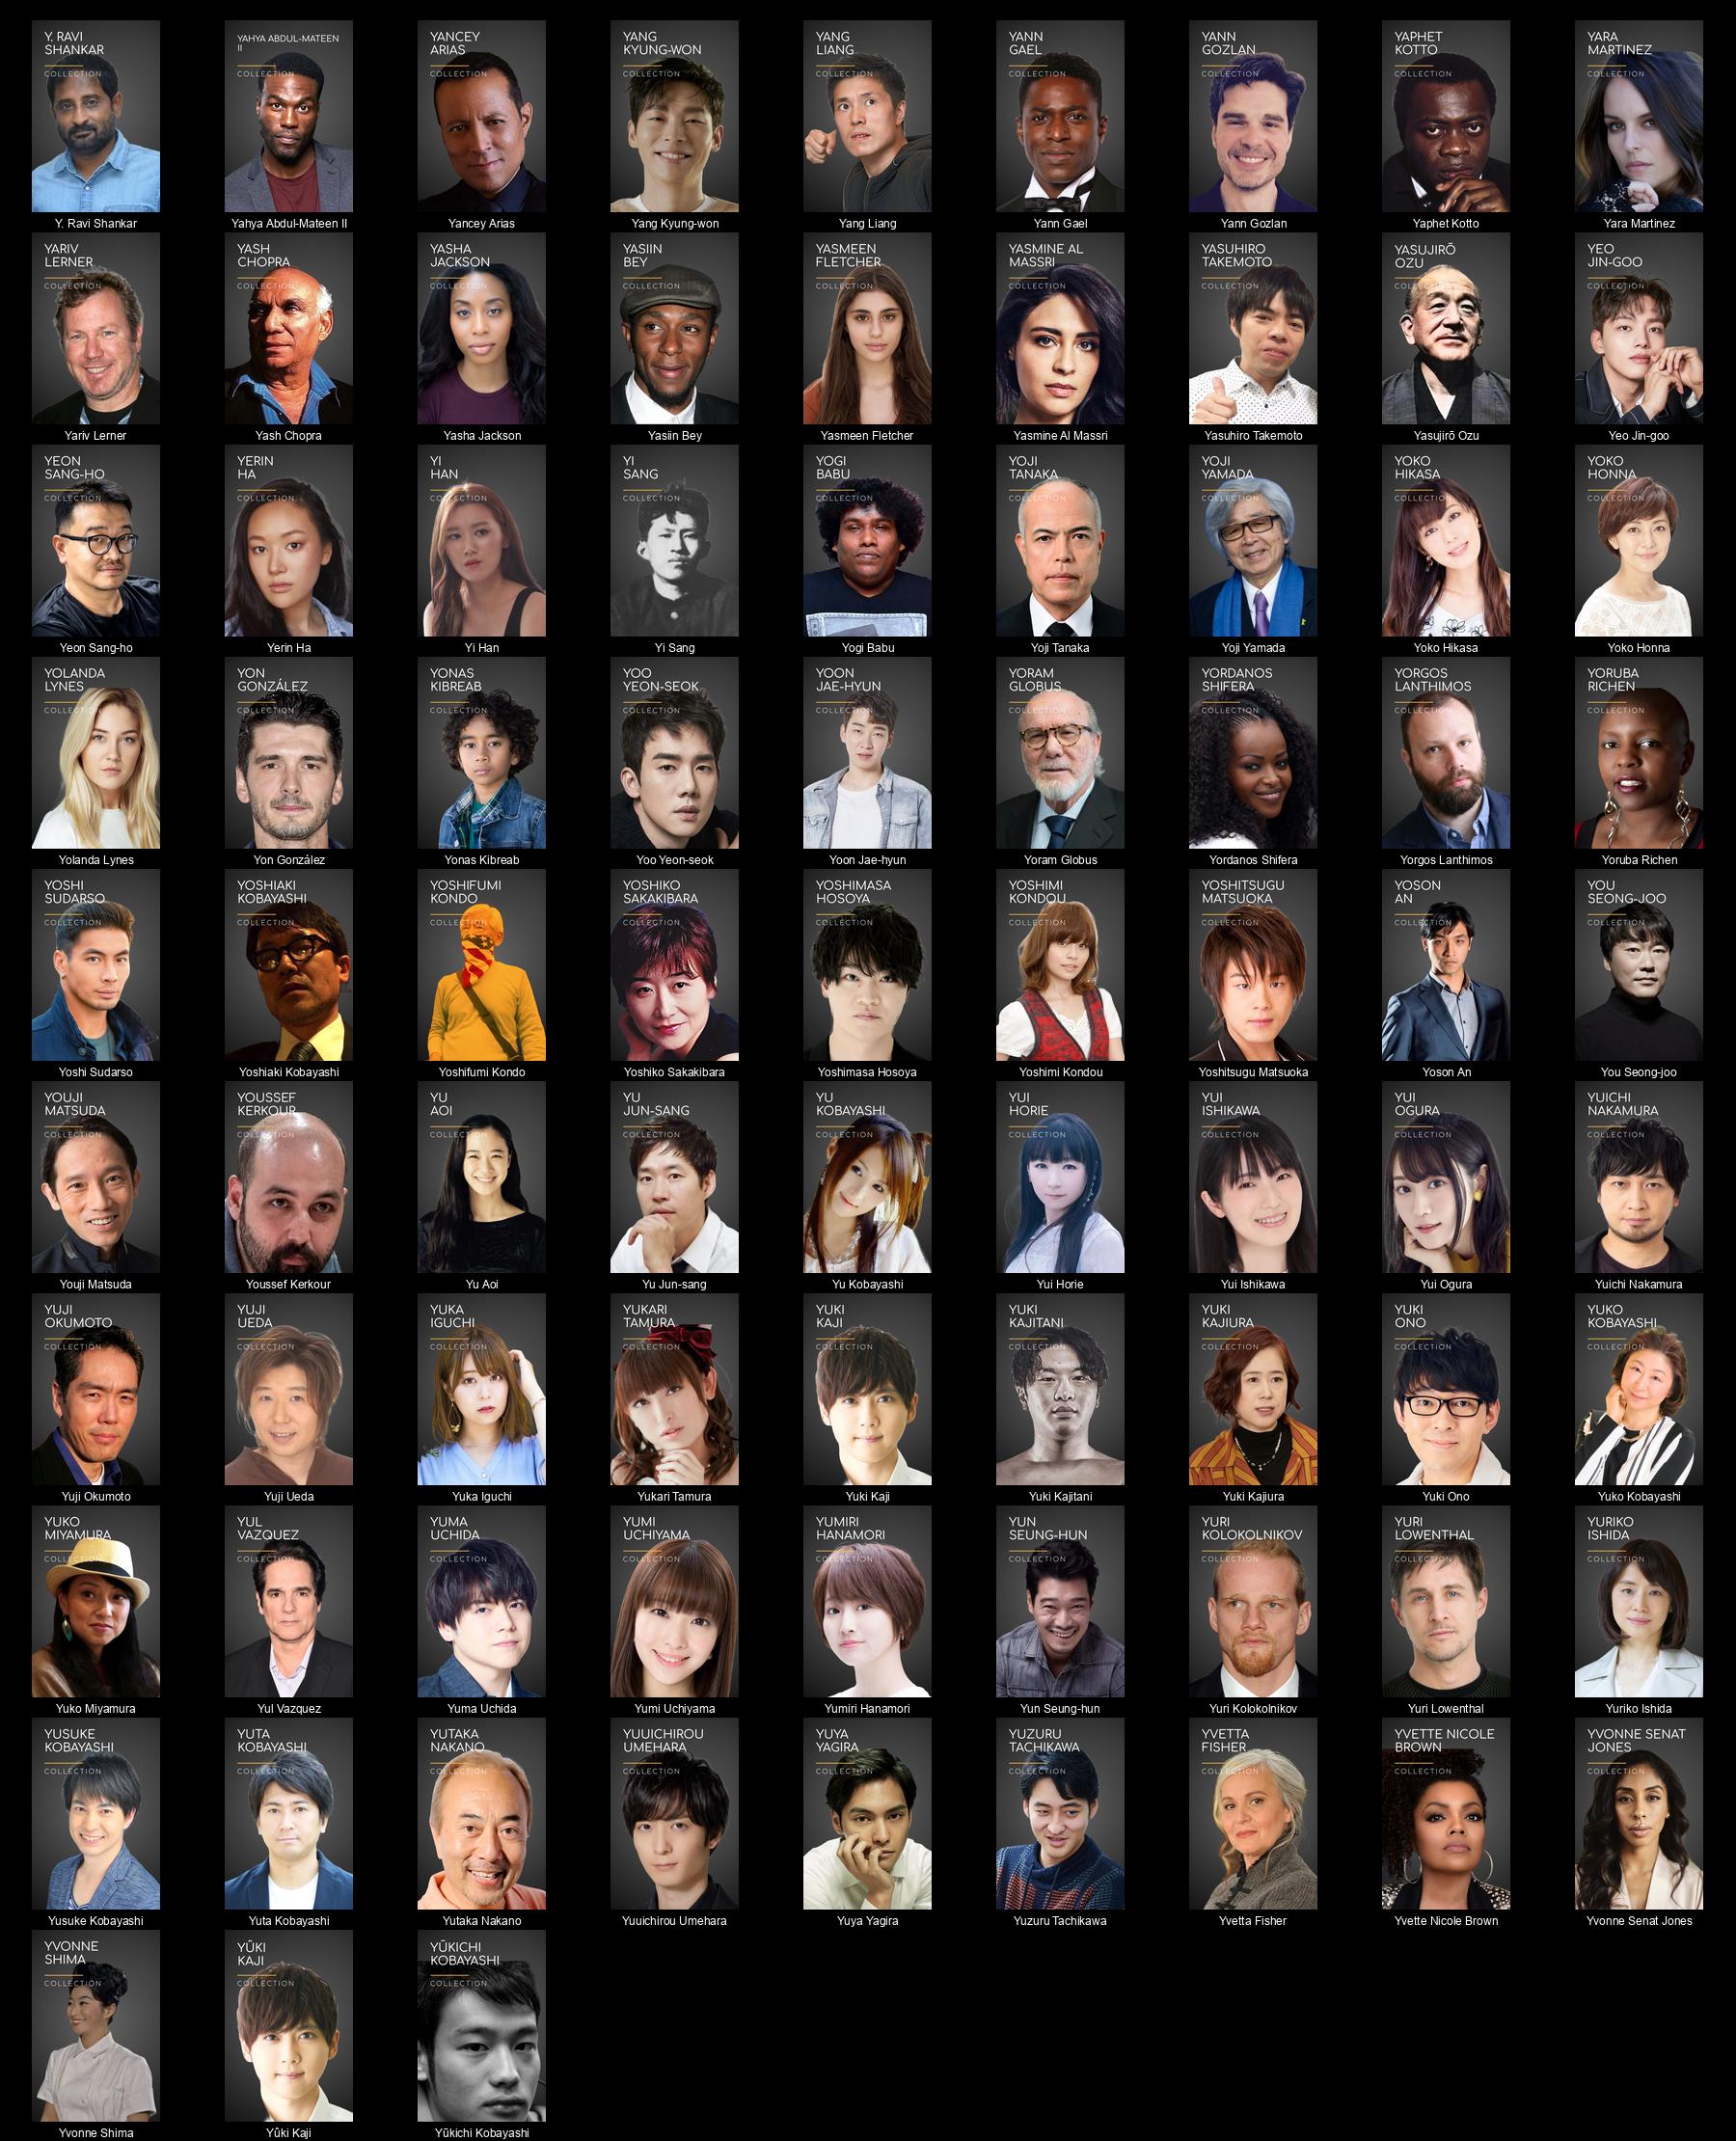 Y. RAVI
SHANKAR
COLLECTION
YAHYA ABDUL-MATEEN
II
COLLECTION
YANCEY
ARIAS
COLLECTION
YANG
KYUNG-WON
COLLECTION
YANG
LIANG
COLLECTION
YANN
GAEL
COLLECTION
YANN
GOZLAN
COLLECTION
YAPHET
KOTTO
COLLECTION
YARA
MARTINEZ
COLLECTION
Y. Ravi Shankar
Yahya Abdul-Mateen II
Yancey Arias
Yang Kyung-won
Yang Liang
Yann Gael
Yann Gozlan
Yaphet Kotto
Yara Martinez
YARIV
LERNER
COLLECTION
YASH
CHOPRA
COLLECTION
YASHA
JACKSON
COLLECTION
YASIIN
BEY
COLLECTION
YASMEEN
FLETCHER
COLLECTION
YASMINE AL
MASSRI
COLLECTION
YASUHIRO
TAKEMOTO
COLLECTION
YASUJIRŌ
OZU
COLLECTION
YEO
JIN-GOO
COLLECTION
Yariv Lerner
Yash Chopra
Yasha Jackson
Yasiin Bey
Yasmeen Fletcher
Yasmine Al Massri
Yasuhiro Takemoto
Yasujirō Ozu
Yeo Jin-goo
YEON
SANG-HO
COLLECTION
YERIN
HA
COLLECTION
YI
HAN
COLLECTION
YI
SANG
COLLECTION
YOGI
BABU
COLLECTION
YOJI
TANAKA
COLLECTION
YOJI
YAMADA
COLLECTION
YOKO
HIKASA
COLLECTION
YOKO
HONNA
COLLECTION
Yeon Sang-ho
Yerin Ha
Yi Han
Yi Sang
Yogi Babu
Yoji Tanaka
Yoji Yamada
Yoko Hikasa
Yoko Honna
YOLANDA
LYNES
COLLECTION
YON
GONZÁLEZ
COLLECTION
YONAS
KIBREAB
COLLECTION
YOO
YEON-SEOK
COLLECTION
YOON
JAE-HYUN
COLLECTION
YORAM
GLOBUS
COLLECTION
YORDANOS
SHIFERA
COLLECTION
YORGOS
LANTHIMOS
COLLECTION
YORUBA
RICHEN
COLLECTION
Yolanda Lynes
Yon González
Yonas Kibreab
Yoo Yeon-seok
Yoon Jae-hyun
Yoram Globus
Yordanos Shifera
Yorgos Lanthimos
Yoruba Richen
YOSHI
SUDARSO
COLLECTION
YOSHIAKI
KOBAYASHI
COLLECTION
YOSHIFUMI
KONDO
COLLECTION
YOSHIKO
SAKAKIBARA
COLLECTION
YOSHIMASA
HOSOYA
COLLECTION
YOSHIMI
KONDOU
COLLECTION
YOSHITSUGU
MATSUOKA
COLLECTION
YOSON
AN
COLLECTION
YOU
SEONG-JOO
COLLECTION
Yoshi Sudarso
Yoshiaki Kobayashi
Yoshifumi Kondo
Yoshiko Sakakibara
Yoshimasa Hosoya
Yoshimi Kondou
Yoshitsugu Matsuoka
Yoson An
You Seong-joo
YOUJI
MATSUDA
COLLECTION
YOUSSEF
KERKOUR
COLLECTION
YU
AOI
COLLECTION
YU
JUN-SANG
COLLECTION
YU
KOBAYASHI
COLLECTION
YUI
HORIE
COLLECTION
YUI
ISHIKAWA
COLLECTION
YUI
OGURA
COLLECTION
YUICHI
NAKAMURA
COLLECTION
Youji Matsuda
Youssef Kerkour
Yu Aoi
Yu Jun-sang
Yu Kobayashi
Yui Horie
Yui Ishikawa
Yui Ogura
Yuichi Nakamura
YUJI
OKUMOTO
COLLECTION
YUJI
UEDA
COLLECTION
YUKA
IGUCHI
COLLECTION
YUKARI
TAMURA
COLLECTION
YUKI
KAJI
COLLECTION
YUKI
KAJITANI
COLLECTION
YUKI
KAJIURA
COLLECTION
YUKI
ONO
COLLECTION
YUKO
KOBAYASHI
COLLECTION
Yuji Okumoto
Yuji Ueda
Yuka Iguchi
Yukari Tamura
Yuki Kaji
Yuki Kajitani
Yuki Kajiura
Yuki Ono
Yuko Kobayashi
YUKO
MIYAMURA
COLLECTION
YUL
VAZQUEZ
COLLECTION
YUMA
UCHIDA
COLLECTION
YUMI
UCHIYAMA
COLLECTION
YUMIRI
HANAMORI
COLLECTION
YUN
SEUNG-HUN
COLLECTION
YURI
KOLOKOLNIKOV
COLLECTION
YURI
LOWENTHAL
COLLECTION
YURIKO
ISHIDA
COLLECTION
Yuko Miyamura
Yul Vazquez
Yuma Uchida
Yumi Uchiyama
Yumiri Hanamori
Yun Seung-hun
Yuri Kolokolnikov
Yuri Lowenthal
Yuriko Ishida
YUSUKE
KOBAYASHI
COLLECTION
YUTA
KOBAYASHI
COLLECTION
YUTAKA
NAKANO
COLLECTION
YUUICHIROU
UMEHARA
COLLECTION
YUYA
YAGIRA
COLLECTION
YUZURU
TACHIKAWA
COLLECTION
YVETTA
FISHER
COLLECTION
YVETTE NICOLE
BROWN
COLLECTION
YVONNE SENAT
JONES
COLLECTION
Yusuke Kobayashi
Yuta Kobayashi
Yutaka Nakano
Yuuichirou Umehara
Yuya Yagira
Yuzuru Tachikawa
Yvetta Fisher
Yvette Nicole Brown
Yvonne Senat Jones
YVONNE
SHIMA
COLLECTION
YŪKI
KAJI
COLLECTION
YŪKICHI
KOBAYASHI
COLLECTION
Yvonne Shima
Yūki Kaji
Yūkichi Kobayashi